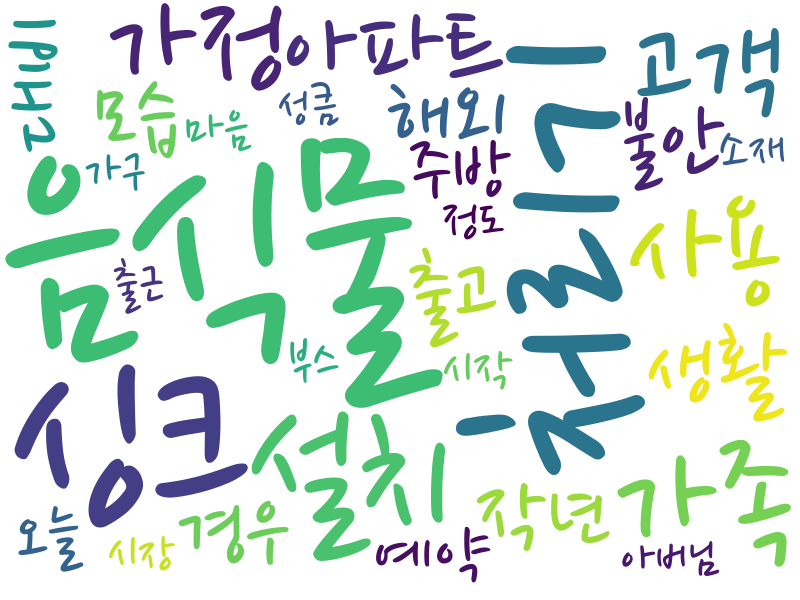 가정
아파트
대비
모습
마음
성큼
해외
고객
처리기
가구
주방
불안
소재
음식물
정도
사용
출근
출고
부스
시작
생활
싱크
설치
오늘
시장
경우
예약
작년
가족
아버님